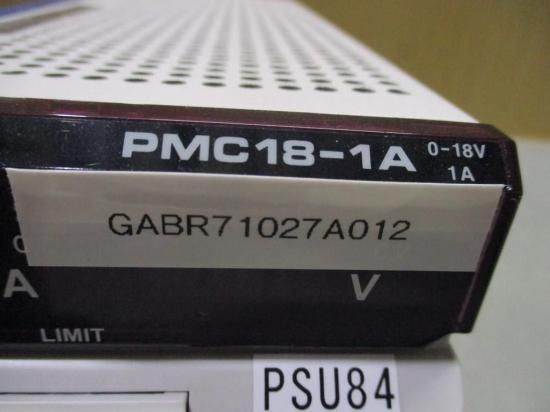 PMC18-1A 0-18V
1A
GABR71027A012
A V
LIMIT
PSU84